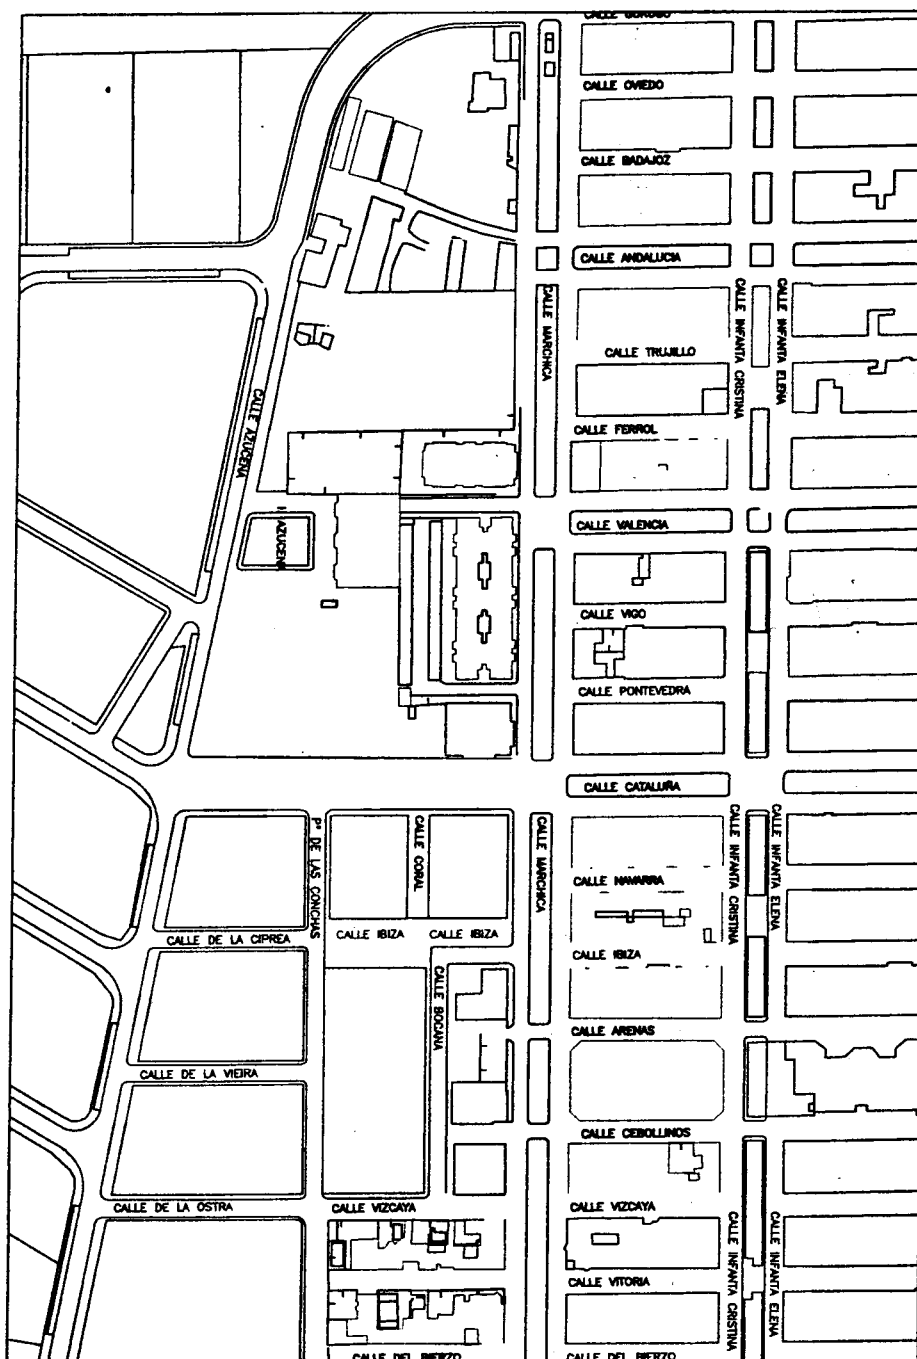 CALLE OVIEDO
CALLE BADAJOZ
CALLE ANDALUCIA
CALLE MARCHICA
CALLE INFANTA CRISTINA
CALLE INFANTA ELENA
CALLE TRUJILLO
CALLE AZUCENA
CALLE FERROL
AZUCENA
CALLE VALENCIA
CALLE VIGO
CALLE PONTEVEDRA
CALLE CATALUÑA
Pº DE LAS CONCHAS
CALLE CORAL
CALLE MARCHICA
CALLE INFANTA CRISTINA
CALLE INFANTA ELENA
CALLE NAVARRA
CALLE DE LA CIPREA
CALLE IBIZA
CALLE IBIZA
CALLE IBIZA
CALLE BOCANA
CALLE ARENAS
CALLE DE LA VIEIRA
CALLE CEBOLLINOS
CALLE DE LA OSTRA
CALLE VIZCAYA
CALLE VIZCAYA
CALLE INFANTA CRISTINA
CALLE INFANTA ELENA
CALLE VITORIA
CALLE DEL BIERZO
CALLE DEL BIERZO